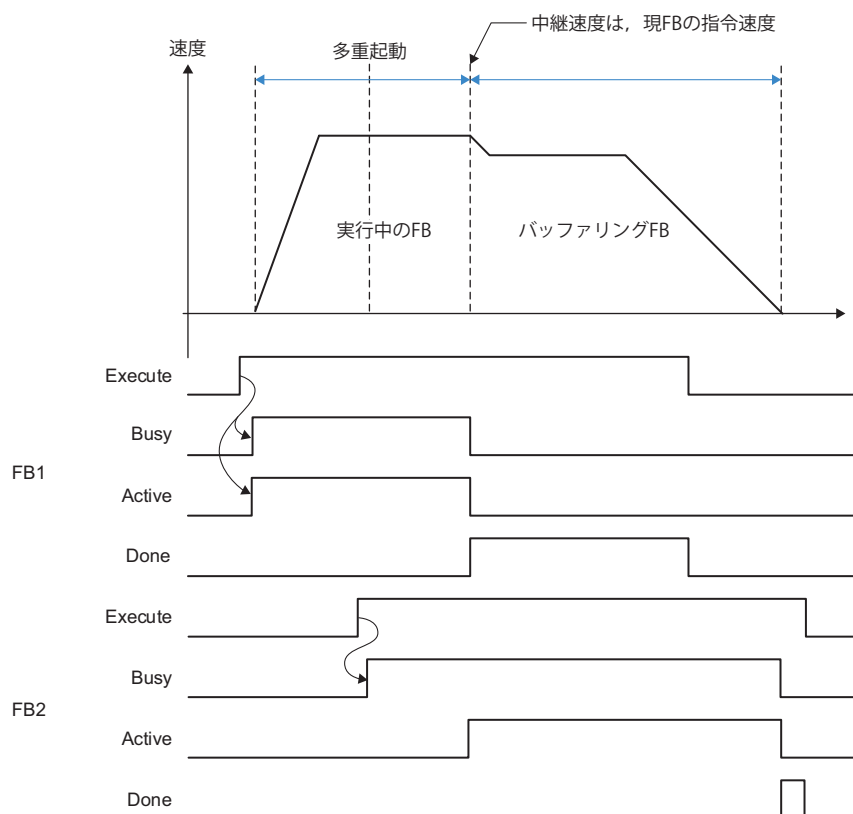 中継速度は，現FBの指令速度
速度
多重起動
実行中のFB
バッファリングFB
Execute
Busy
FB1
Active
Done
Execute
Busy
FB2
Active
Done